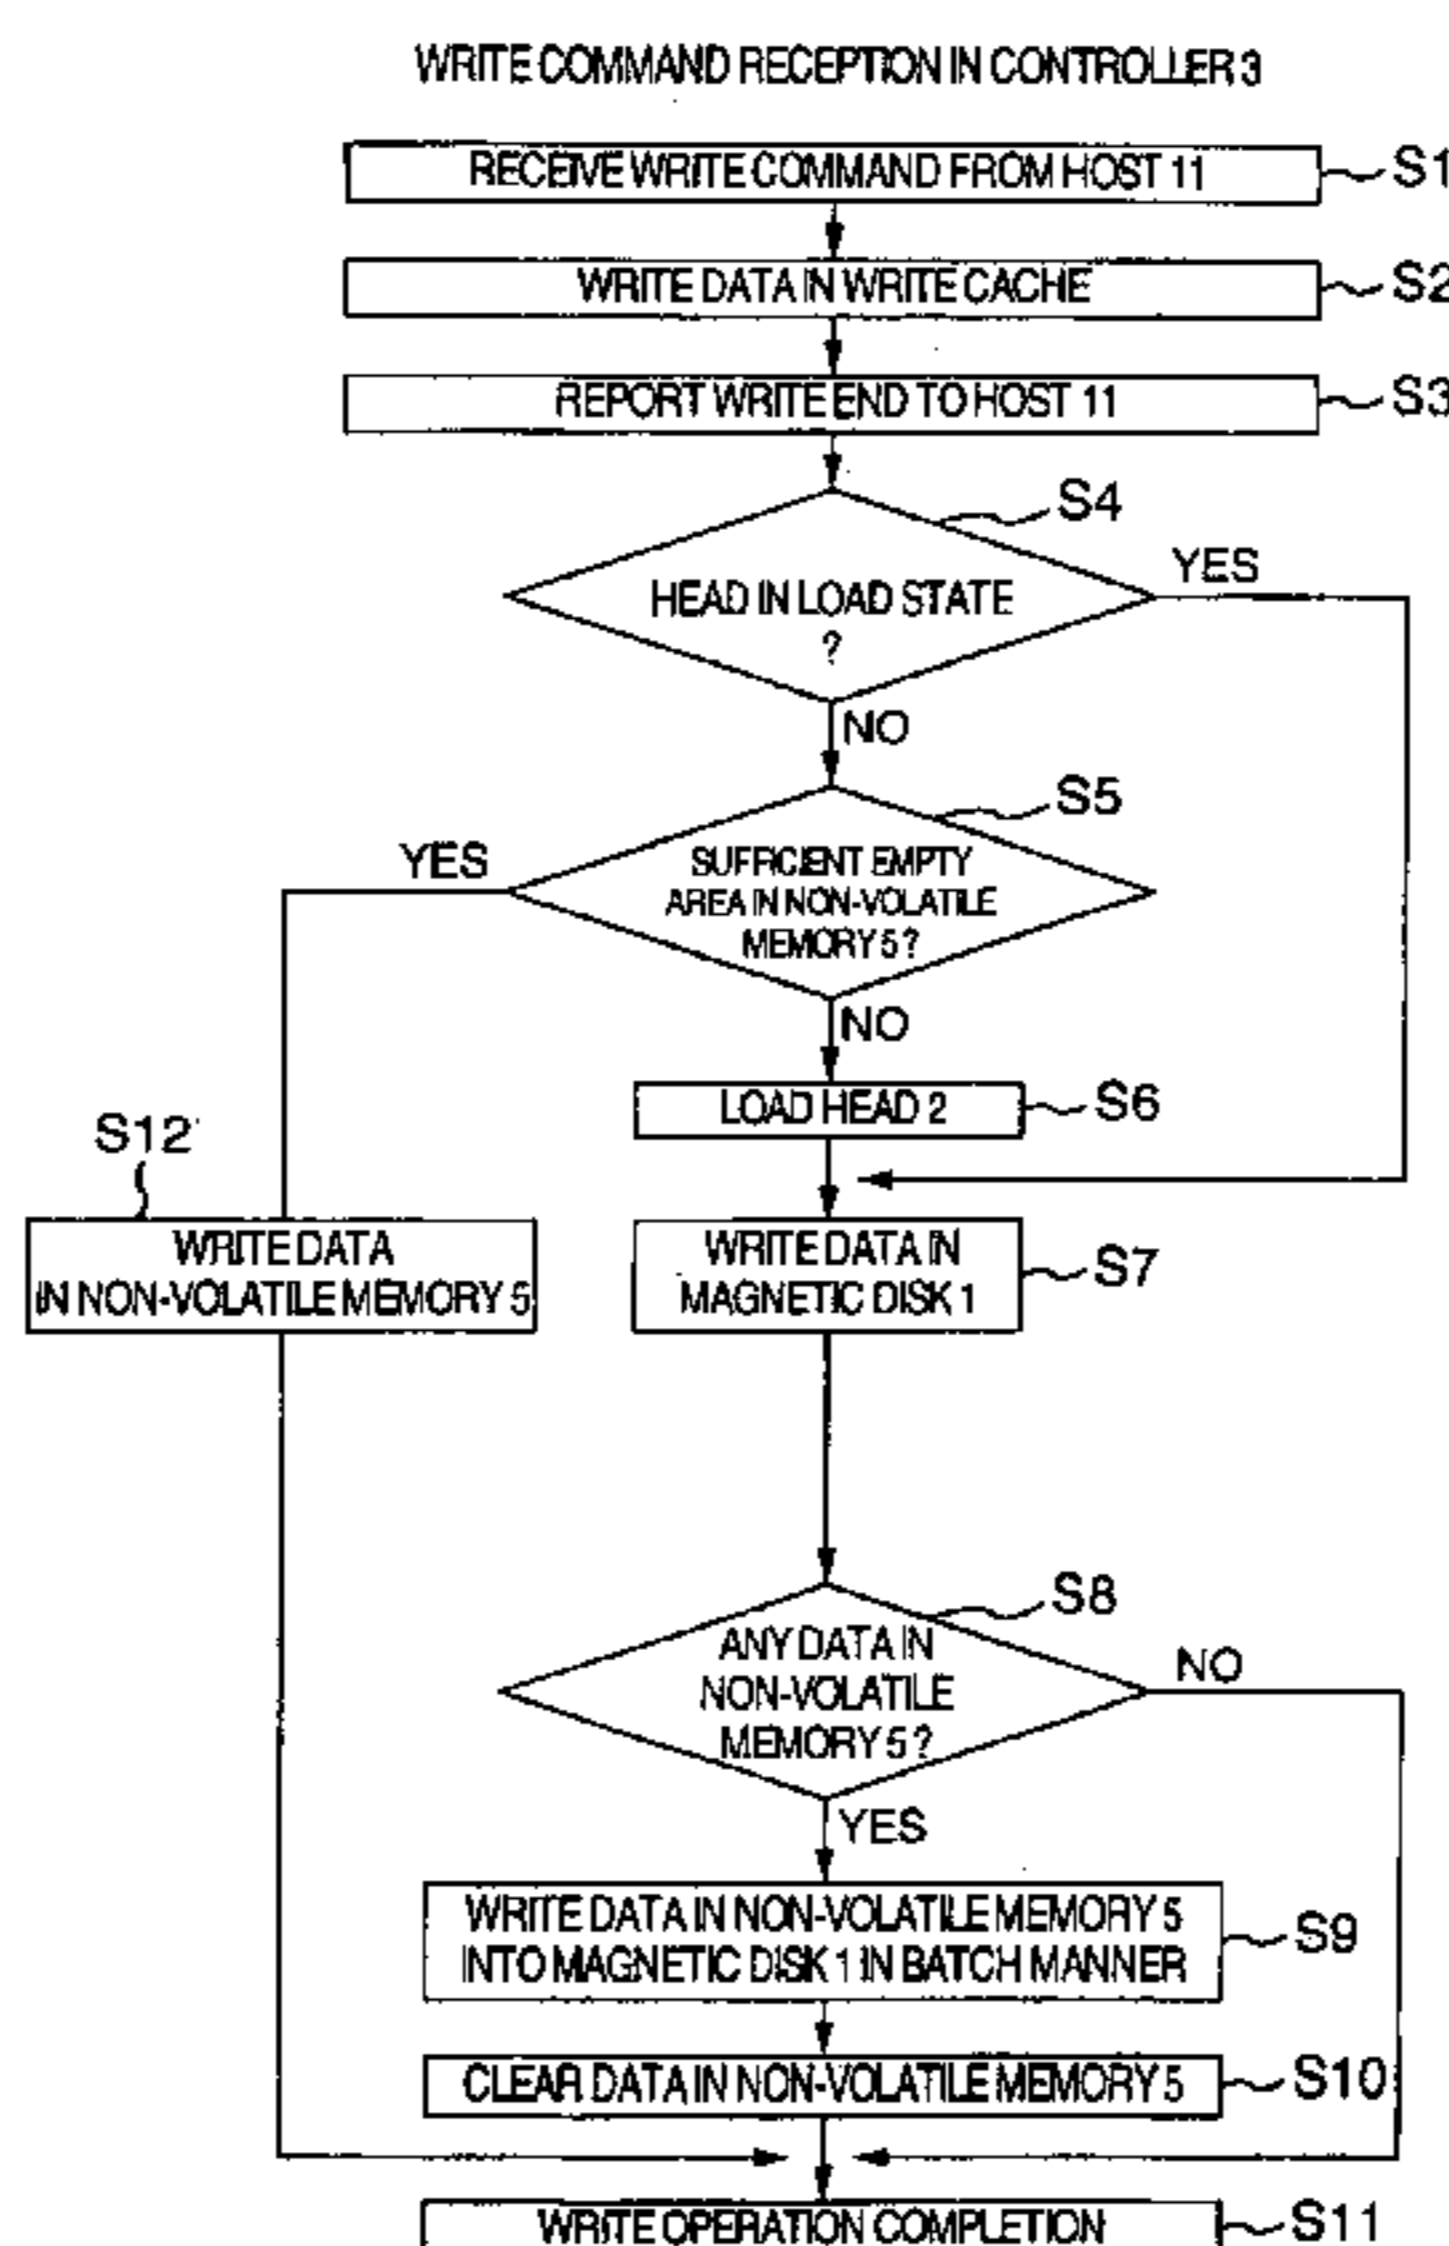 WRITE COMMAND RECEPTION IN CONTROLLER 3
RECEIVE WRITE COMMAND FROM HOST 11
S1
WRITE DATA IN WRITE CACHE
S2
REPORT WRITE END TO HOST 11
S3
S4
HEAD IN LOAD STATE
?
YES
NO
S5
SUFFICIENT EMPTY
AREA IN NON-VOLATILE
MEMORY 5?
YES
NO
LOAD HEAD 2
S6
S12
WRITE DATA
IN NON-VOLATILE MEMORY 5
WRITE DATA IN
MAGNETIC DISK 1
S7
S8
ANY DATA IN
NON-VOLATILE
MEMORY 5?
NO
YES
WRITE DATA IN NON-VOLATILE MEMORY 5
INTO MAGNETIC DISK 1 IN BATCH MANNER
S9
CLEAR DATA IN NON-VOLATILE MEMORY 5
S10
WRITE OPERATION COMPLETION
S11